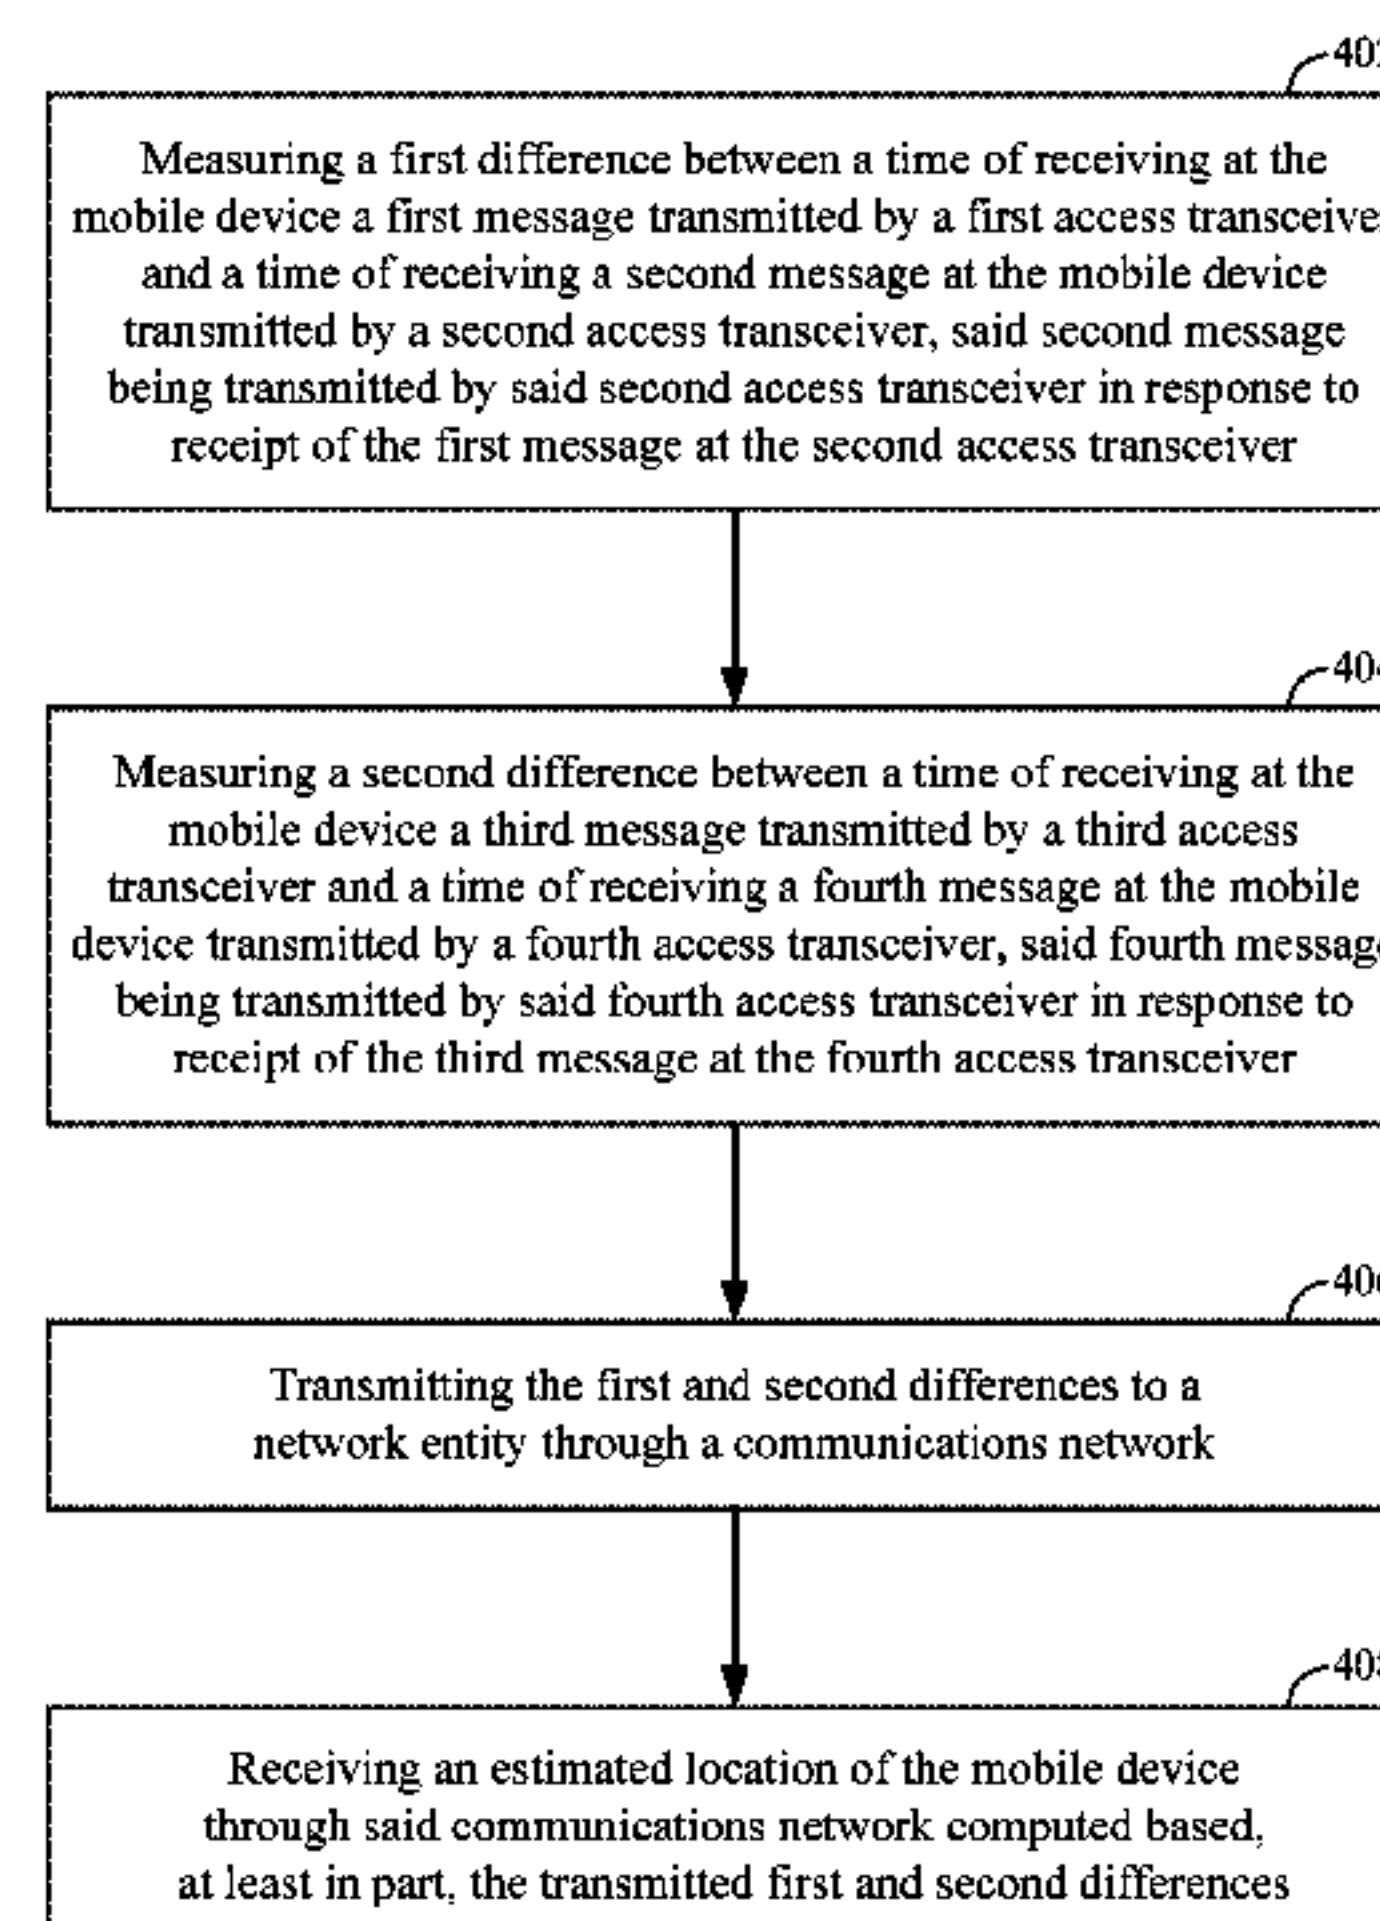 Measuring a first difference between a time of receiving at the
mobile device a first message transmitted by a first access
and a time of receiving a second message at the mobile device
transmitted by a second access transceiver, said second message
being transmitted by said second access transceiver in response to
receipt of the first message at the second access transceiver
Measuring a second difference between a time of receiving at the
mobile device a third message transmitted by a third access
transceiver and a time of receiving a fourth message at the mobile
device transmitted by a fourth access transceiver, said fourth
being transmitted by said fourth access transceiver in response to
receipt of the third message at the fourth access transceiver
Transmitting the first and second differences to a
network entity through a communications network
Receiving an estimated location of the mobile device
through said communications network computed based,
at least in part, the transmitted first and second differences